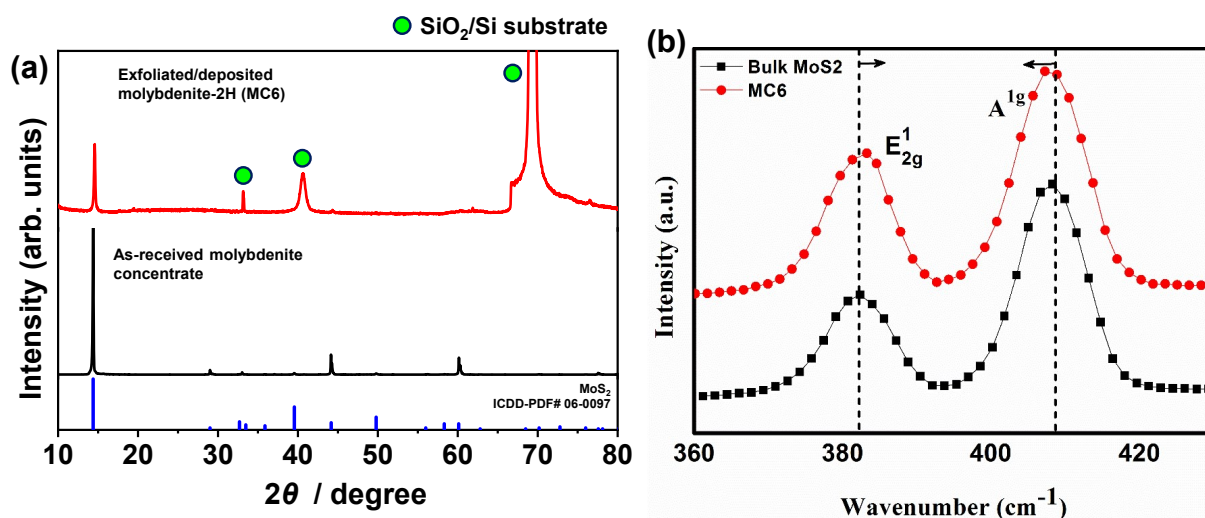 SiO2/Si substrate
(a)
Exfoliated/deposited
molybdenite-2H (MC6)
As-received molybdenite
concentrate
MoS2
ICDD-PDF# 06-0097
Intensity (arb. units)
10 20 30 40 50 60 70 80
2θ / degree
(b)
Bulk MoS2
MC6
A1g
E12g
Intensity (a.u.)
360 380 400 420
Wavenumber (cm-1)